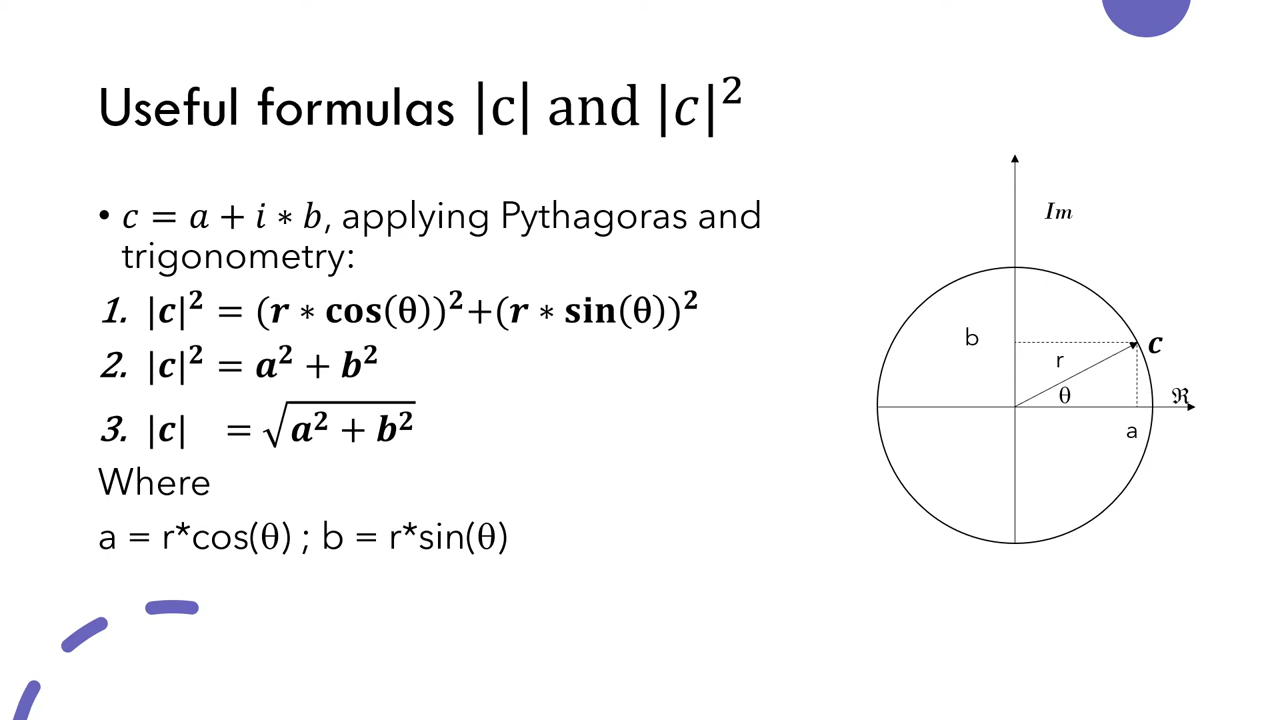 Useful formulas |c| and |c|²
• c = a + i ∗ b, applying Pythagoras and
trigonometry:
1. |c|² = (r ∗ cos(θ))²+(r ∗ sin(θ))²
2. |c|² = a² + b²
3. |c| = √(a² + b²)
Where
a = r*cos(θ) ; b = r*sin(θ)
Im
b
c
r
θ
ℜ
a